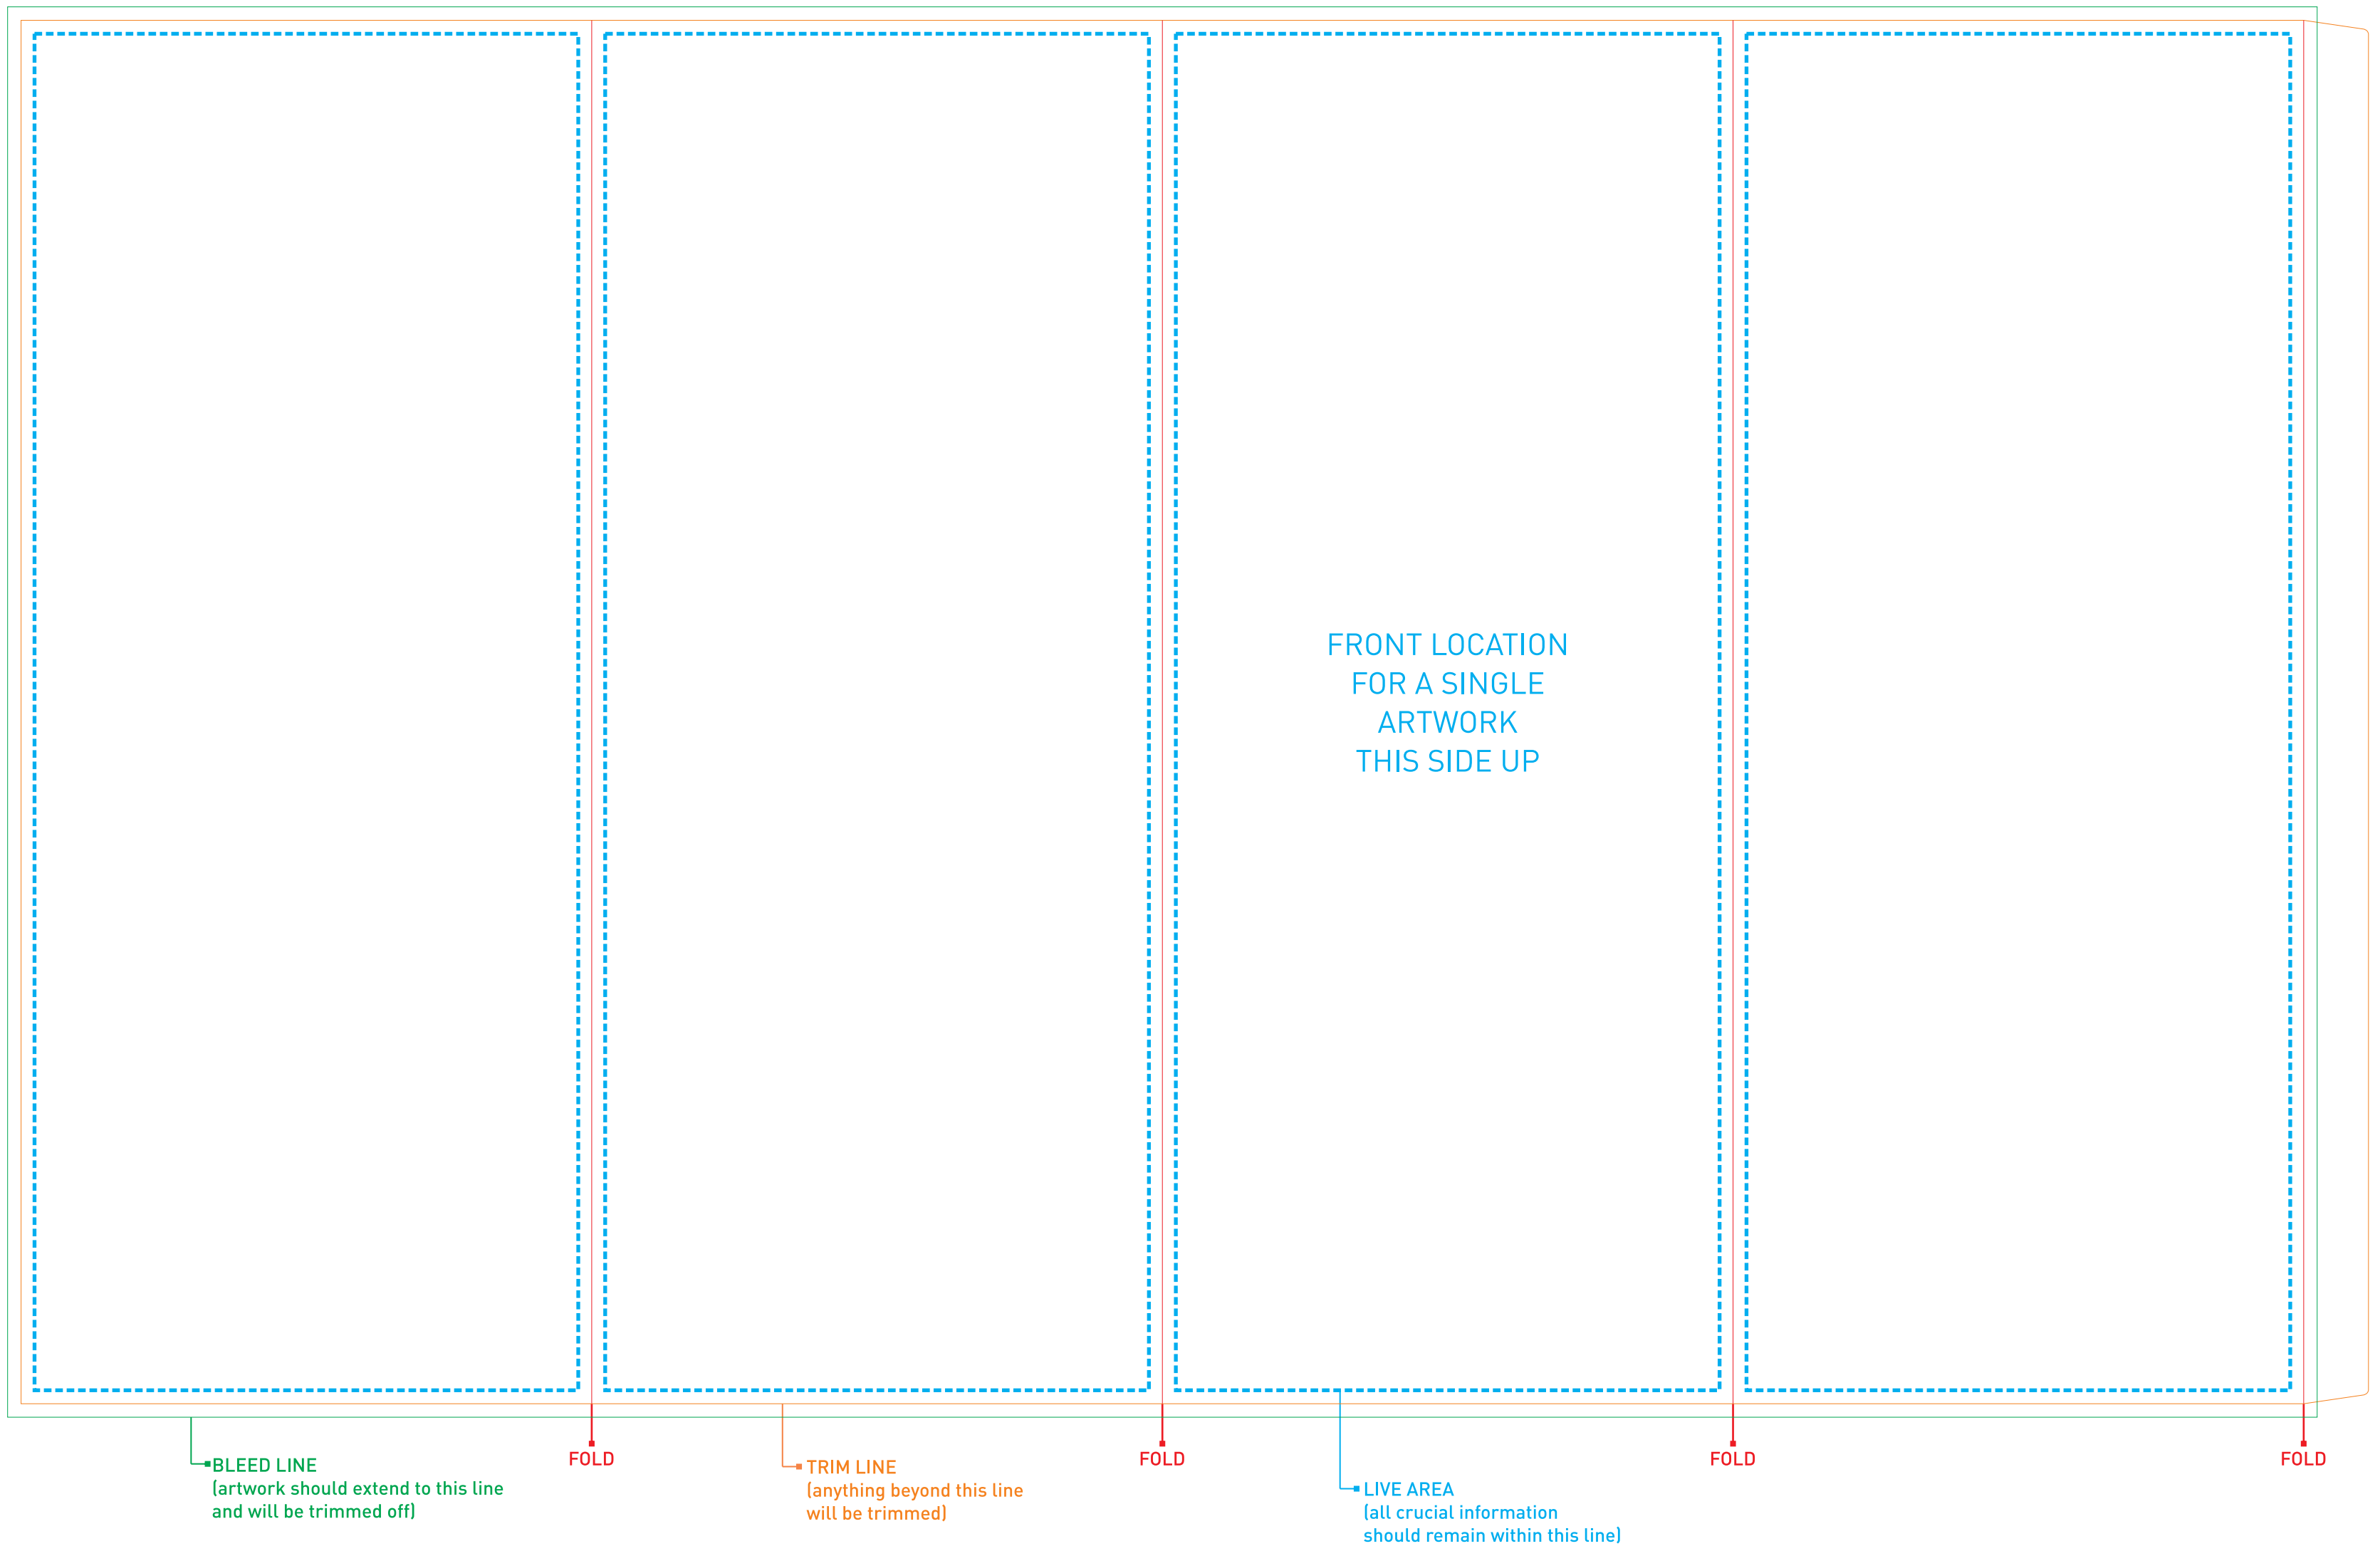 FRONT LOCATION
FOR A SINGLE
ARTWORK
THIS SIDE UP
BLEED LINE
(artwork should extend to this line
and will be trimmed off)
FOLD
TRIM LINE
(anything beyond this line
will be trimmed)
FOLD
LIVE AREA
(all crucial information
should remain within this line)
FOLD
FOLD